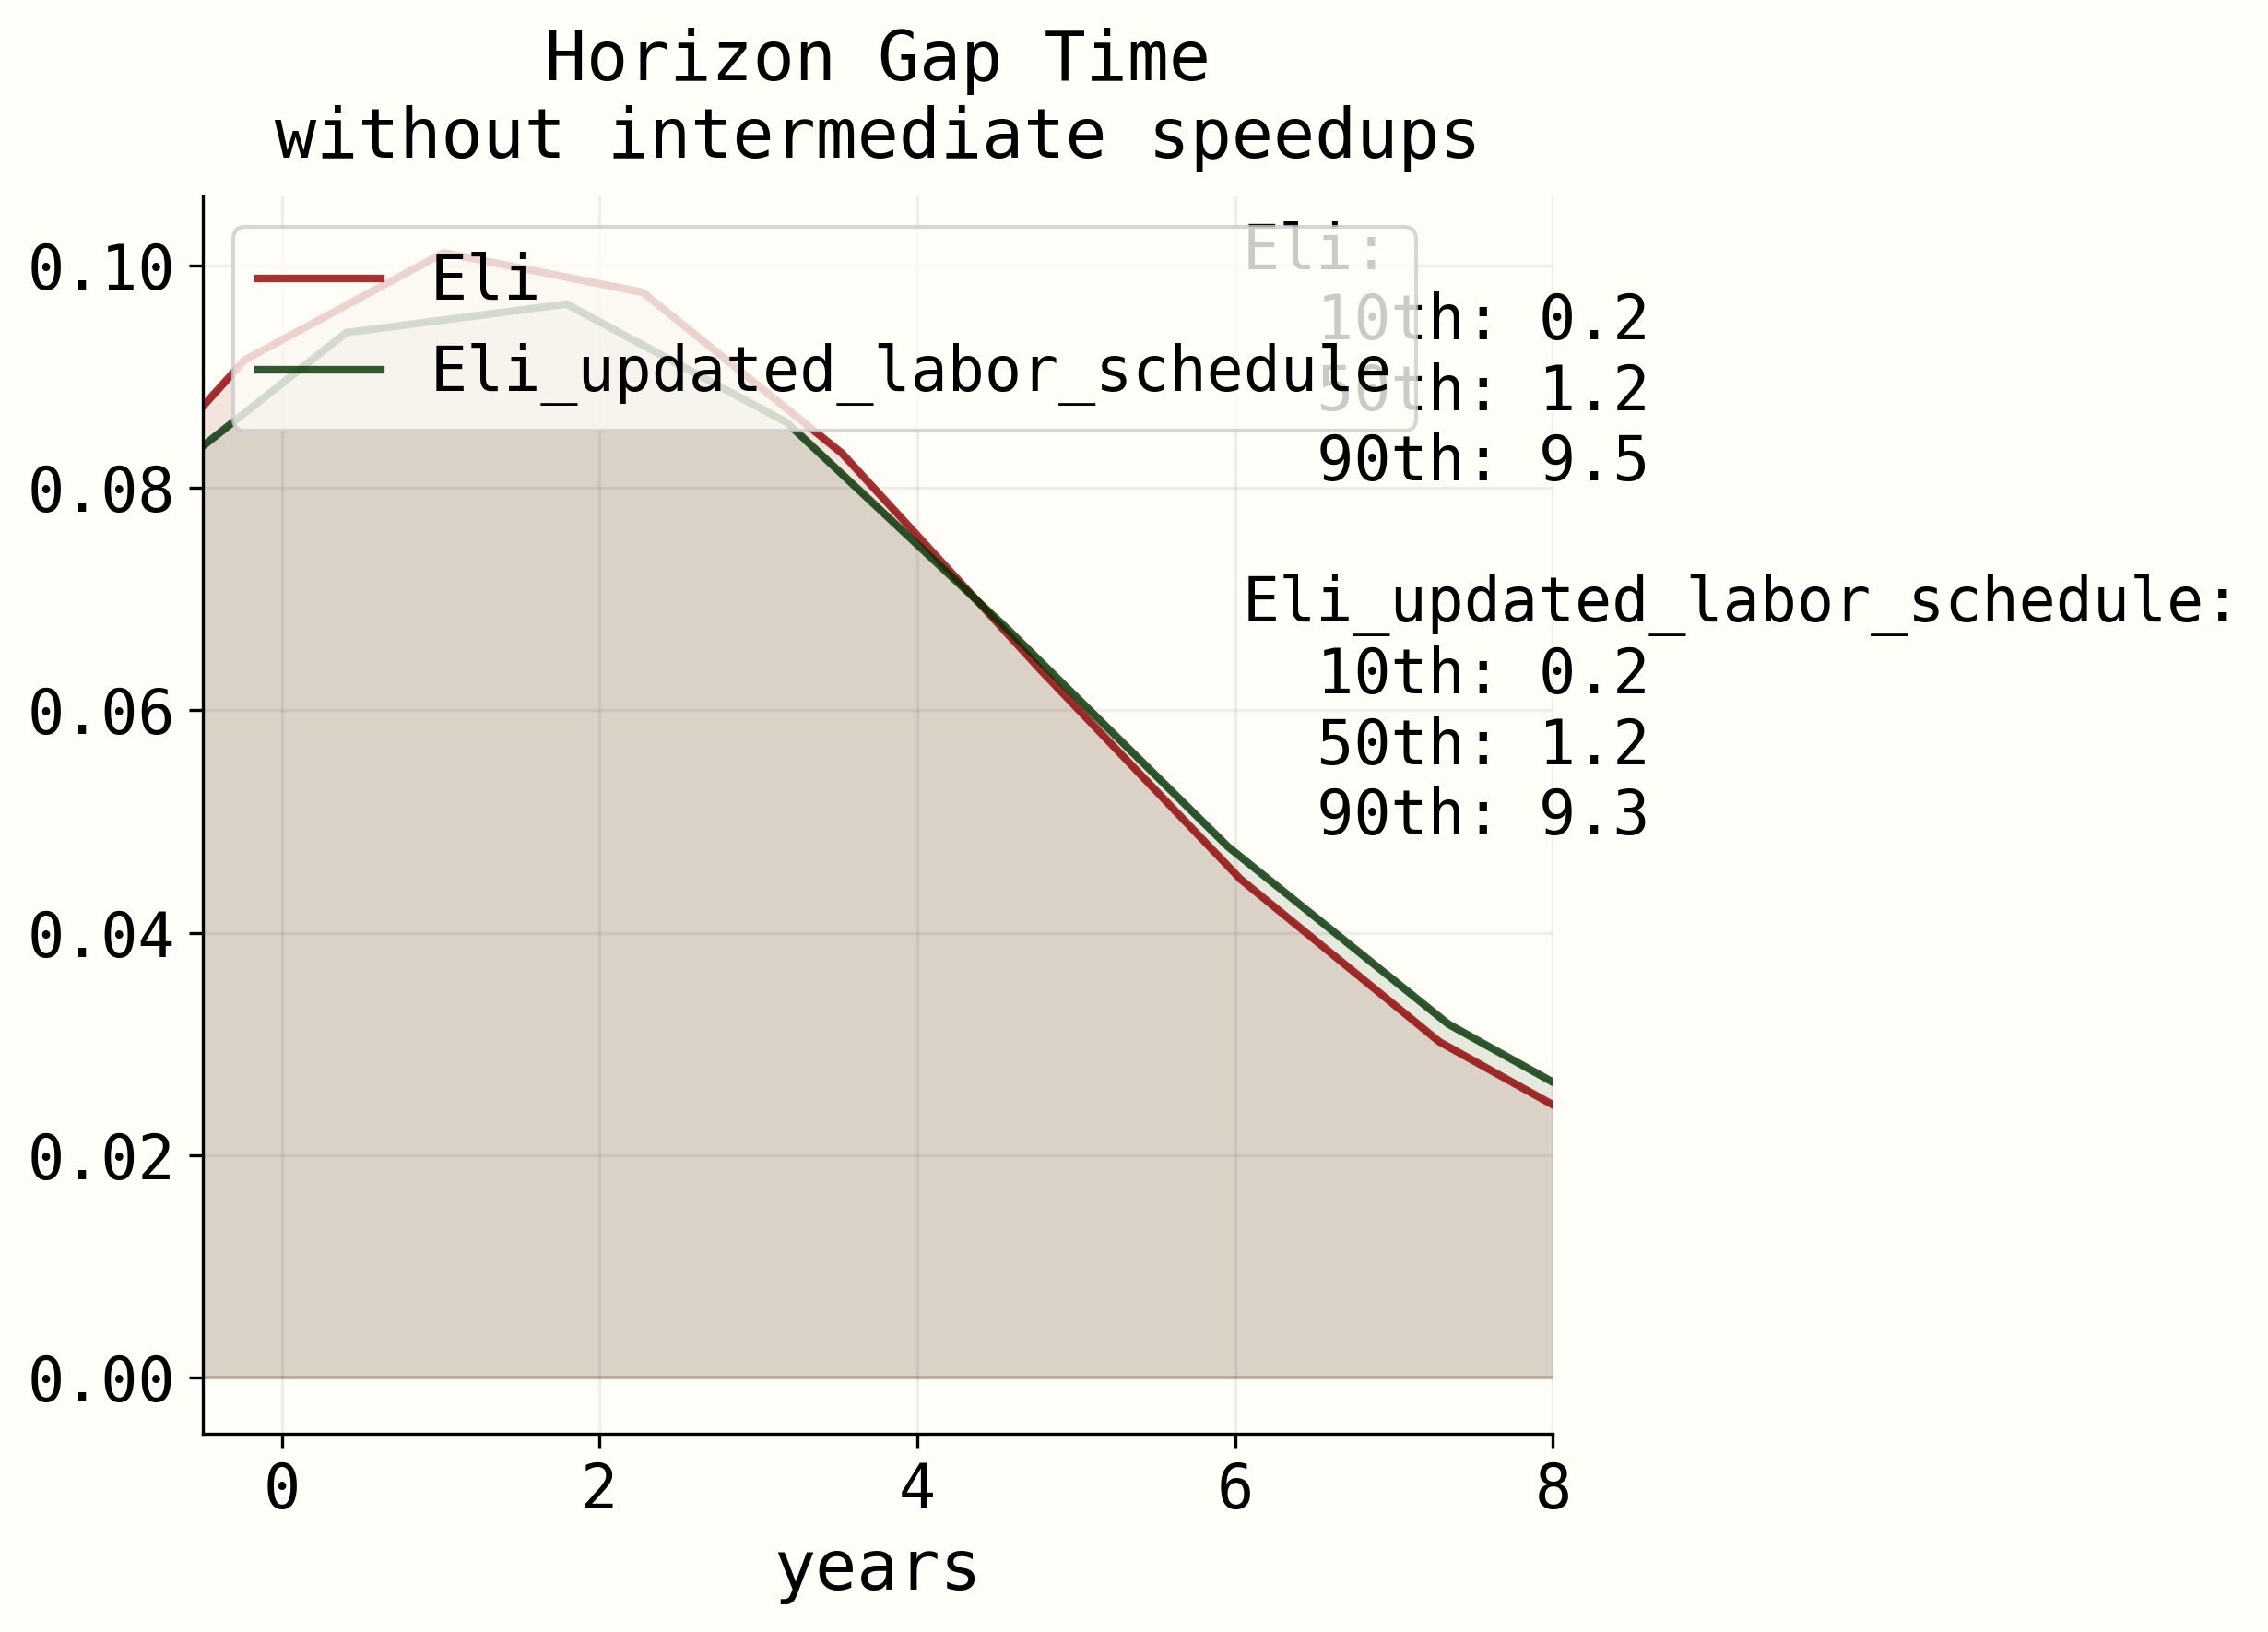 Horizon Gap Time
without intermediate speedups
0.10
0.08
0.06
0.04
0.02
0.00
Eli
Eli_updated_labor_schedule
Eli:
10th: 0.2
50th: 1.2
90th: 9.5
Eli_updated_labor_schedule:
10th: 0.2
50th: 1.2
90th: 9.3
0 2 4 6 8
years